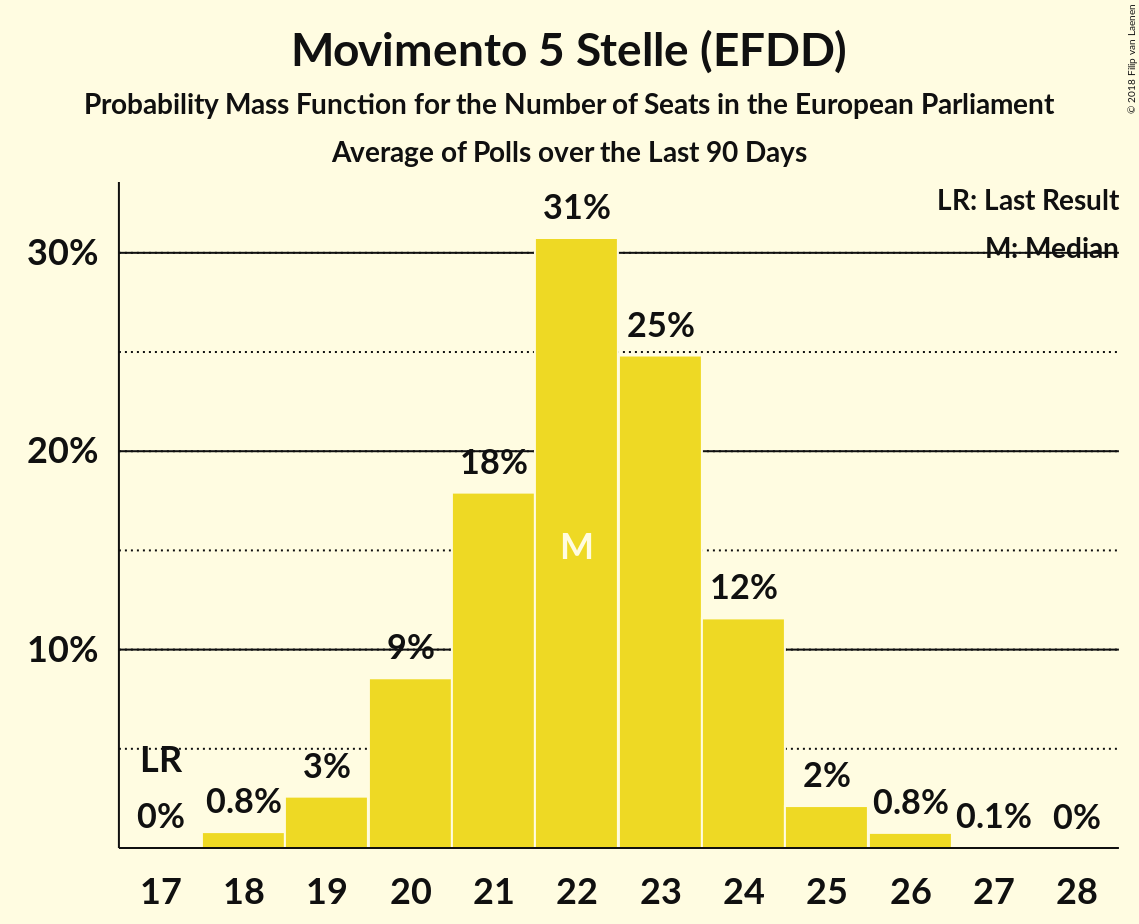 Movimento 5 Stelle (EFDD)
Probability Mass Function for the Number of Seats in the European Parliament
Average of Polls over the Last 90 Days
© 2018 Filip van Laenen
LR: Last Result
M: Median
30%
20%
10%
LR
0%
0.8%
3%
9%
18%
31%
M
25%
12%
2%
0.8%
0.1%
0%
17 18 19 20 21 22 23 24 25 26 27 28